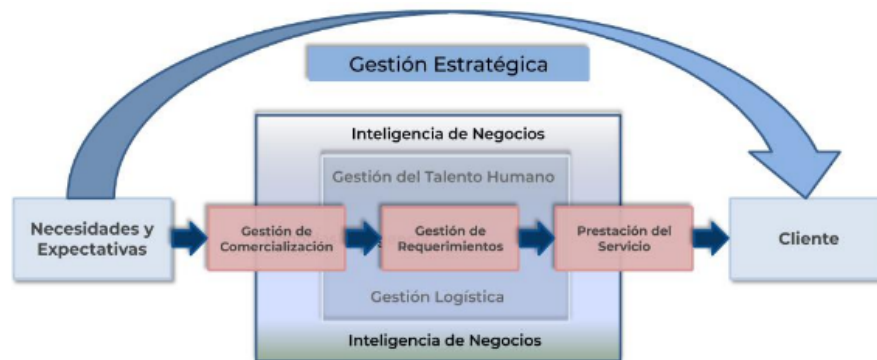 Gestión Estratégica
Inteligencia de Negocios
Gestión del Talento Humano
Necesidades y
Expectativas
Gestión de
Comercialización
Gestión de
Requerimientos
Prestación del
Servicio
Cliente
Gestión Logística
Inteligencia de Negocios